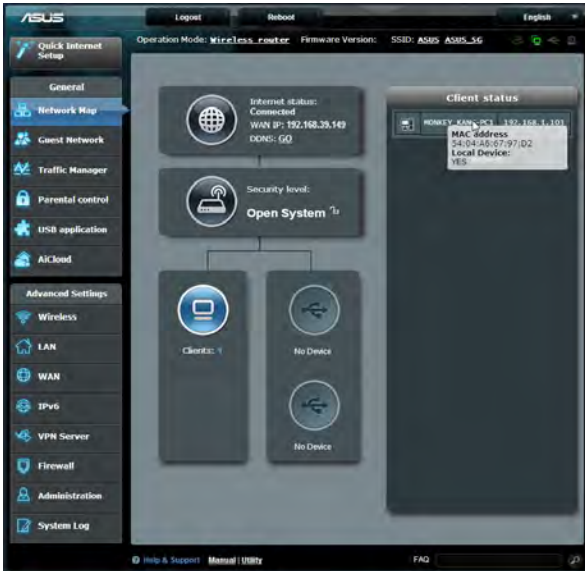 ASUS
Logout
Reboot
English
Quick Internet Setup
Operation Mode: Wireless router Firmware Version: SSID: ASUS ASUS_5G
General
Network Map
Guest Network
Traffic Manager
Parental control
USB application
AiCloud
Advanced Settings
Wireless
LAN
WAN
IPv6
VPN Server
Firewall
Administration
System Log
Internet status:
Connected
WAN IP: 192.168.39.149
DDNS: GO
Security level:
Open System
Clients: 1
No Device
No Device
Client status
192.168.1.101
MAC address
54:04:A6:67:97:D2
Local Device:
YES
Help & Support Manual | Utility
FAQ